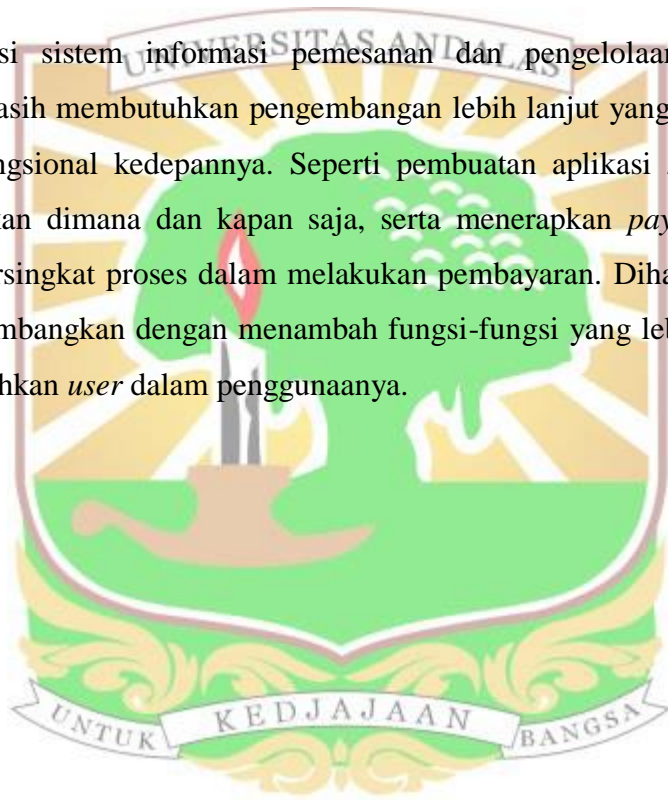 si sistem informasi pemesanan dan pengelolaan
UNIVERSITAS ANDALAS
asih membutuhkan pengembangan lebih lanjut yang
ngsional kedepannya. Seperti pembuatan aplikasi
kan dimana dan kapan saja, serta menerapkan pay
rsingkat proses dalam melakukan pembayaran. Diha
mbangkan dengan menambah fungsi-fungsi yang leb
hkan user dalam penggunaanya.
UNTUK KEDJAJAAN BANGSA